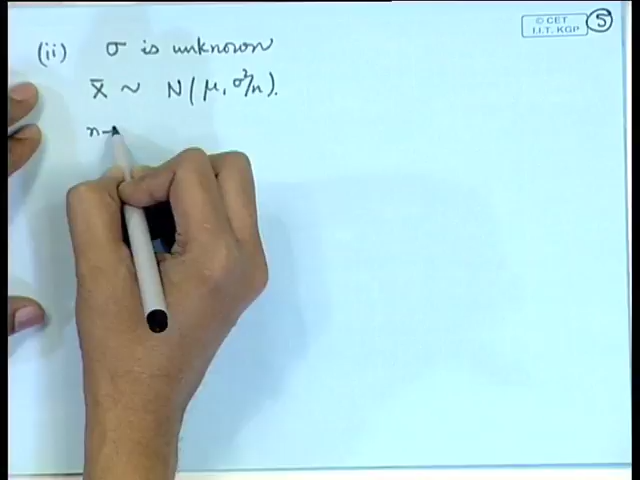 © CET
I.I.T. KGP
5
(ii) σ is unknown
X̄ ~ N(μ, σ²/n).
n-